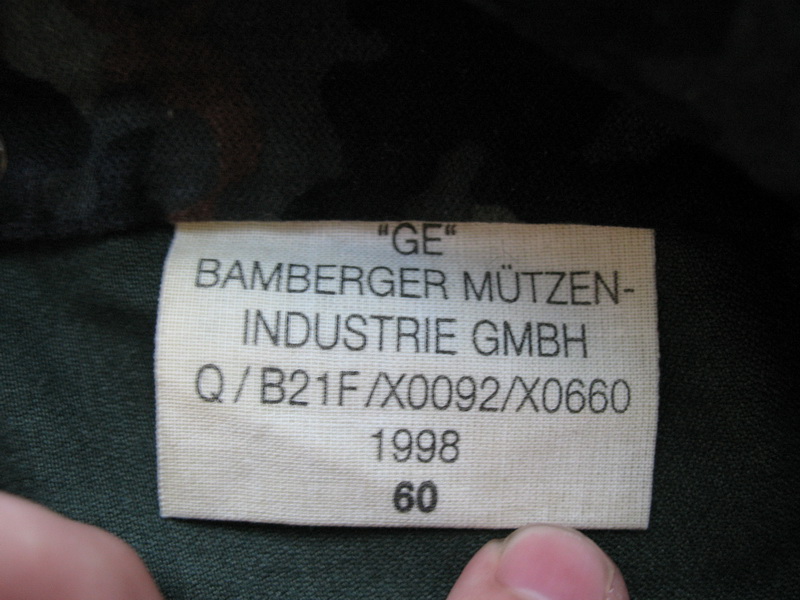 “GE“
BAMBERGER MÜTZEN-
INDUSTRIE GMBH
Q/B21F/X0092/X0660
1998
60